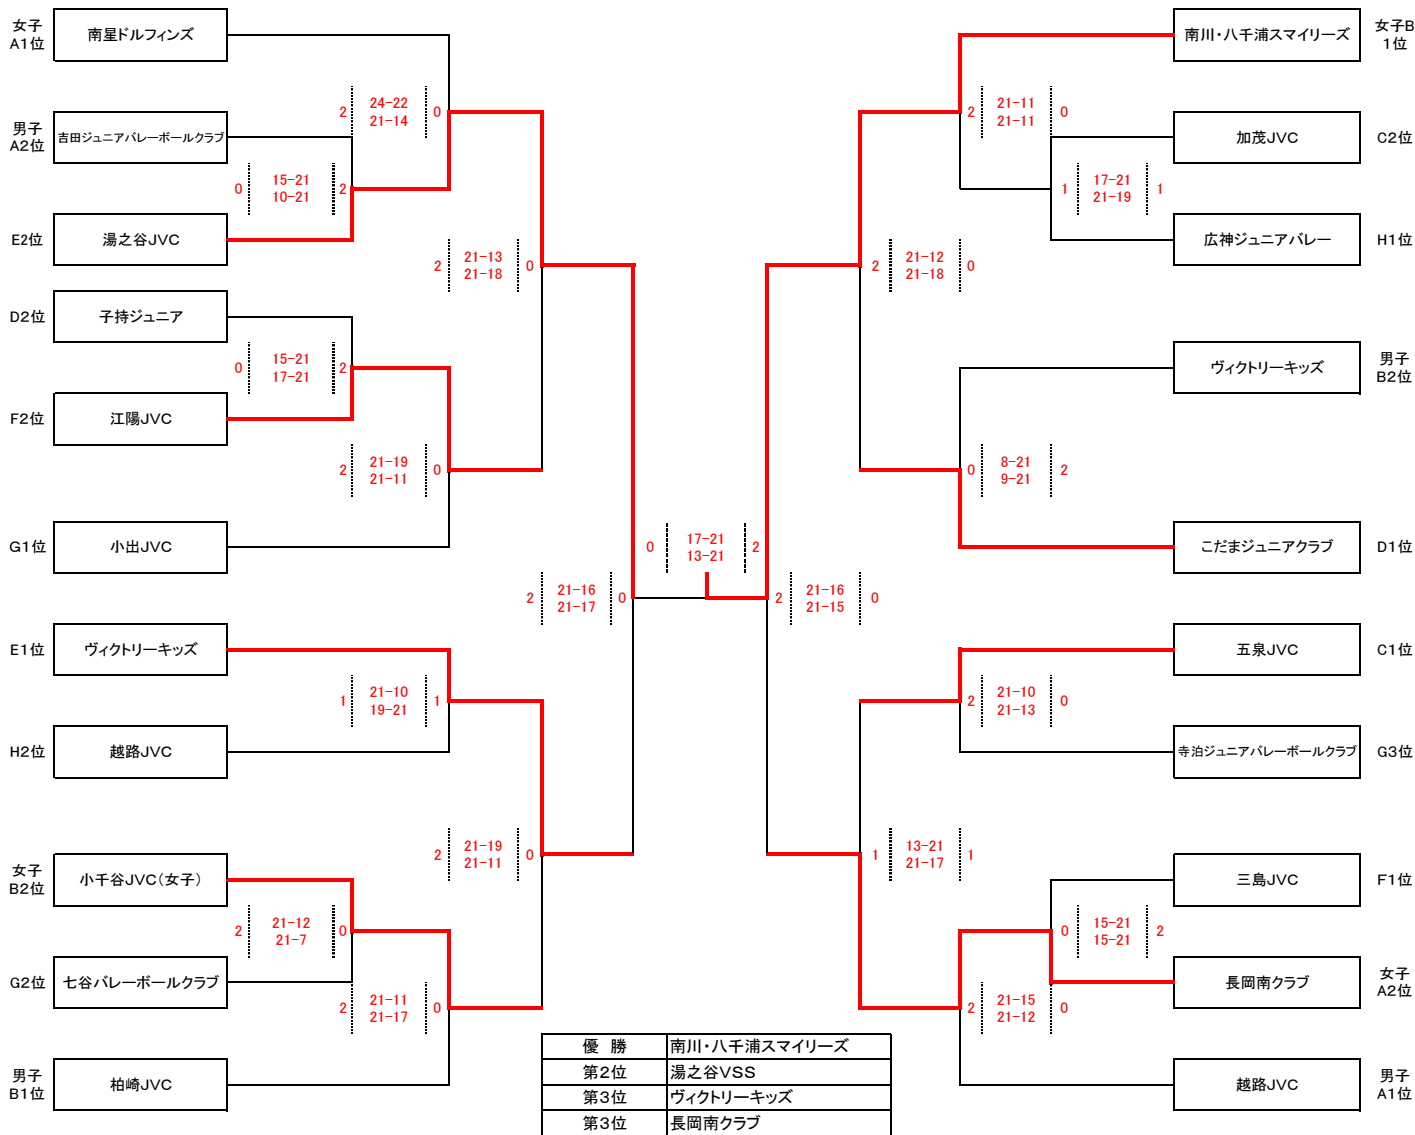 女子
A1位
南星ドルフィンズ
2
24-22
21-14
0
男子
A2位
吉田ジュニアバレーボールクラブ
0
15-21
10-21
2
E2位
湯之谷JVC
2
21-13
21-18
0
D2位
子持ジュニア
0
15-21
17-21
2
F2位
江陽JVC
2
21-19
21-11
0
G1位
小出JVC
2
21-16
21-17
0
E1位
ヴィクトリーキッズ
1
21-10
19-21
1
H2位
越路JVC
2
21-19
21-11
0
女子
B2位
小千谷JVC(女子)
2
21-12
21-7
0
G2位
七谷バレーボールクラブ
2
21-11
21-17
0
男子
B1位
柏崎JVC
0
17-21
13-21
2
南川・八千浦スマイリーズ
女子B
1位
2
21-11
21-11
0
加茂JVC
C2位
1
17-21
21-19
1
広神ジュニアバレー
H1位
2
21-12
21-18
0
ヴィクトリーキッズ
男子
B2位
0
8-21
9-21
2
こだまジュニアクラブ
D1位
2
21-16
21-15
0
五泉JVC
C1位
2
21-10
21-13
0
寺泊ジュニアバレーボールクラブ
G3位
1
13-21
21-17
1
三島JVC
F1位
0
15-21
15-21
2
長岡南クラブ
女子
A2位
2
21-15
21-12
0
越路JVC
男子
A1位
優 勝 南川・八千浦スマイリーズ
第2位 湯之谷VSS
第3位 ヴィクトリーキッズ
第3位 長岡南クラブ